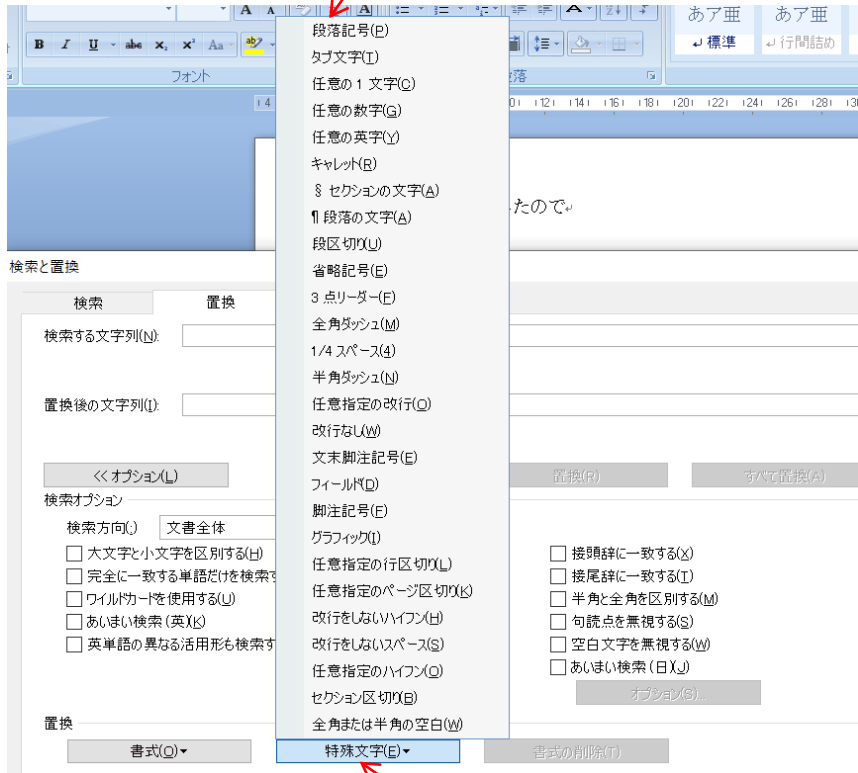 A A A A
あア亜 あア亜
B I U abc x₂ x² Aa ab
↵標準 ↵行間詰め
フォント 落
14 101 112 114 116 118 120 122 124 126 128 130
たので↵
段落記号(P)
タブ文字(T)
任意の 1 文字(C)
任意の数字(G)
任意の英字(Y)
キャレット(R)
§ セクションの文字(A)
¶ 段落の文字(A)
段区切り(U)
省略記号(E)
3 点リーダー(F)
全角ダッシュ(M)
1/4 スペース(4)
半角ダッシュ(N)
任意指定の改行(O)
改行なし(W)
文末脚注記号(E)
フィールド(D)
脚注記号(F)
グラフィック(I)
任意指定の行区切り(L)
任意指定のページ区切り(K)
改行をしないハイフン(H)
改行をしないスペース(S)
任意指定のハイフン(O)
セクション区切り(B)
全角または半角の空白(W)
検索と置換
検索 置換
検索する文字列(N):
置換後の文字列(I):
<< オプション(L) 置換(R) すべて置換(A)
検索オプション
検索方向(:) 文書全体
大文字と小文字を区別する(H) 接頭辞に一致する(X)
完全に一致する単語だけを検索す 接尾辞に一致する(T)
ワイルドカードを使用する(U) 半角と全角を区別する(M)
あいまい検索 (英)(K) 句読点を無視する(S)
英単語の異なる活用形も検索す 空白文字を無視する(W)
あいまい検索 (日)(J)
オプション(S)...
置換
書式(O)▾ 特殊文字(E)▾ 書式の削除(T)